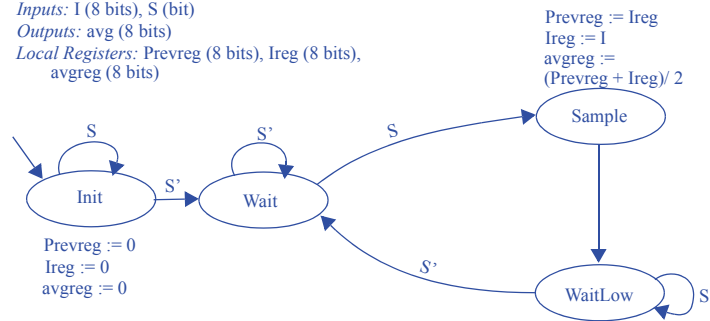 Inputs: I (8 bits), S (bit)
Outputs: avg (8 bits)
Local Registers: Prevreg (8 bits), Ireg (8 bits),
avgreg (8 bits)
Prevreg := Ireg
Ireg := I
avgreg :=
(Prevreg + Ireg)/ 2
S
S’
S
Sample
Init
S’
Wait
Prevreg := 0
Ireg := 0
avgreg := 0
S’
WaitLow
S